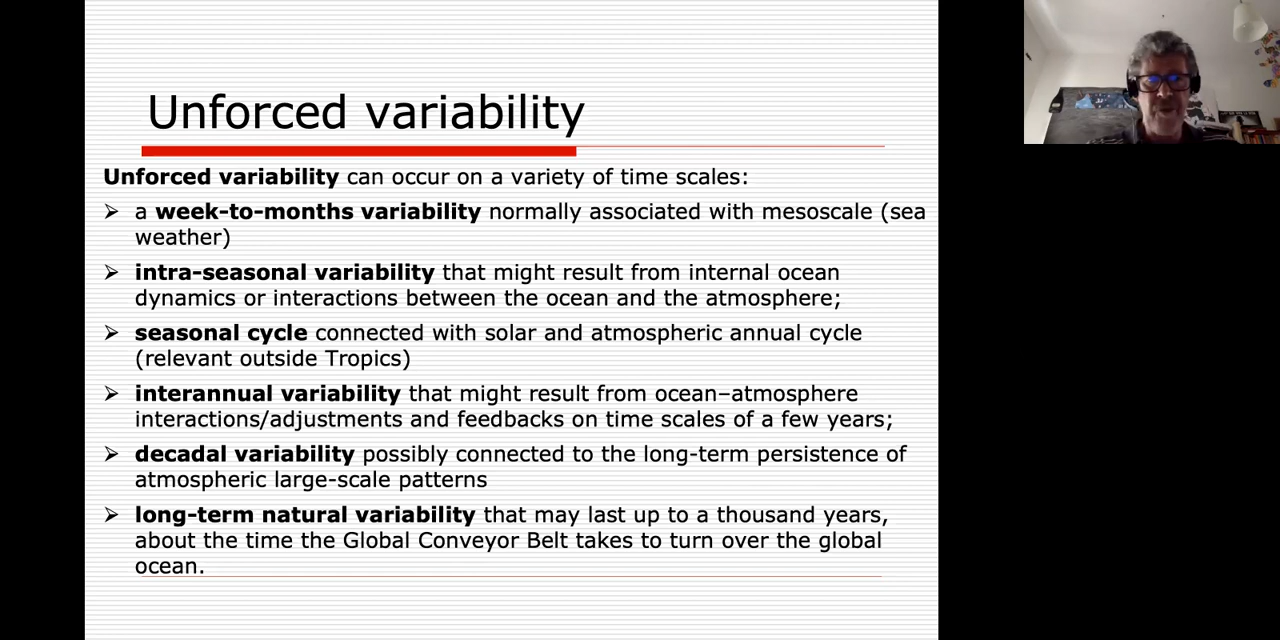 Unforced variability
Unforced variability can occur on a variety of time scales:
➢ a week-to-months variability normally associated with mesoscale (sea
weather)
➢ intra-seasonal variability that might result from internal ocean
dynamics or interactions between the ocean and the atmosphere;
➢ seasonal cycle connected with solar and atmospheric annual cycle
(relevant outside Tropics)
➢ interannual variability that might result from ocean–atmosphere
interactions/adjustments and feedbacks on time scales of a few years;
➢ decadal variability possibly connected to the long-term persistence of
atmospheric large-scale patterns
➢ long-term natural variability that may last up to a thousand years,
about the time the Global Conveyor Belt takes to turn over the global
ocean.